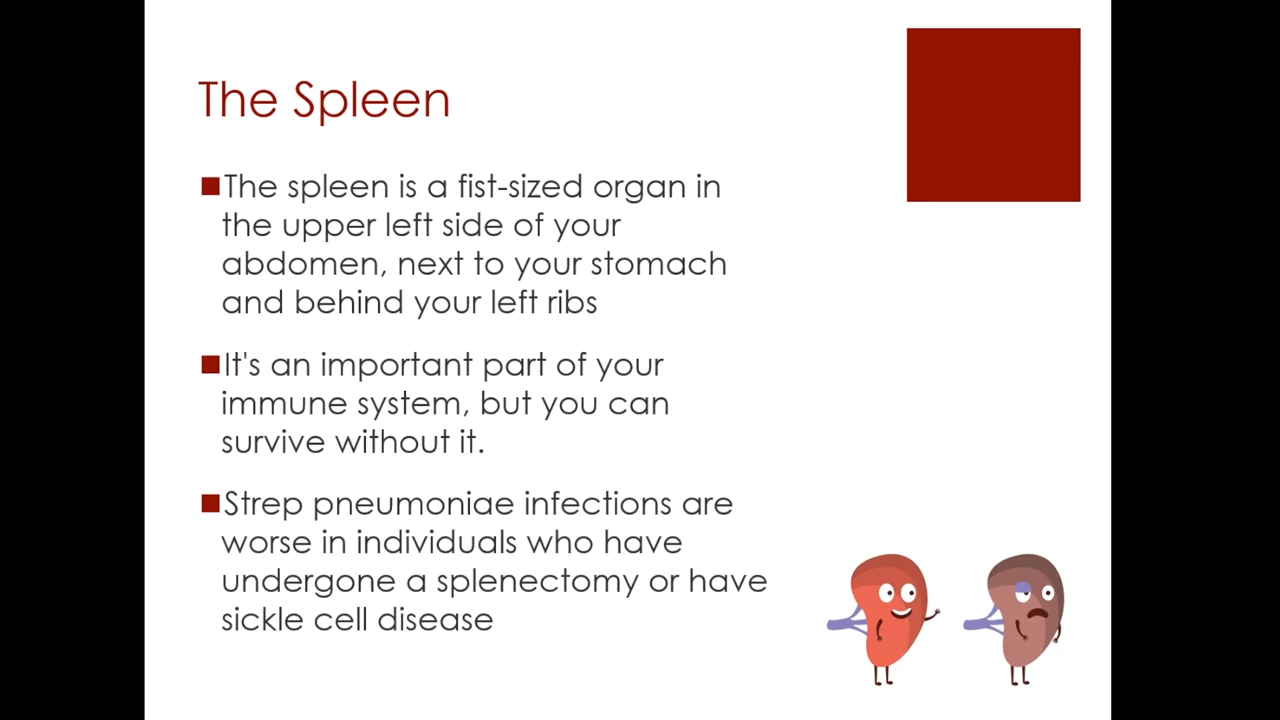 The Spleen
The spleen is a fist-sized organ in
the upper left side of your
abdomen, next to your stomach
and behind your left ribs
It's an important part of your
immune system, but you can
survive without it.
Strep pneumoniae infections are
worse in individuals who have
undergone a splenectomy or have
sickle cell disease